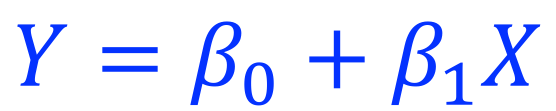 Y = β₀ + β₁X